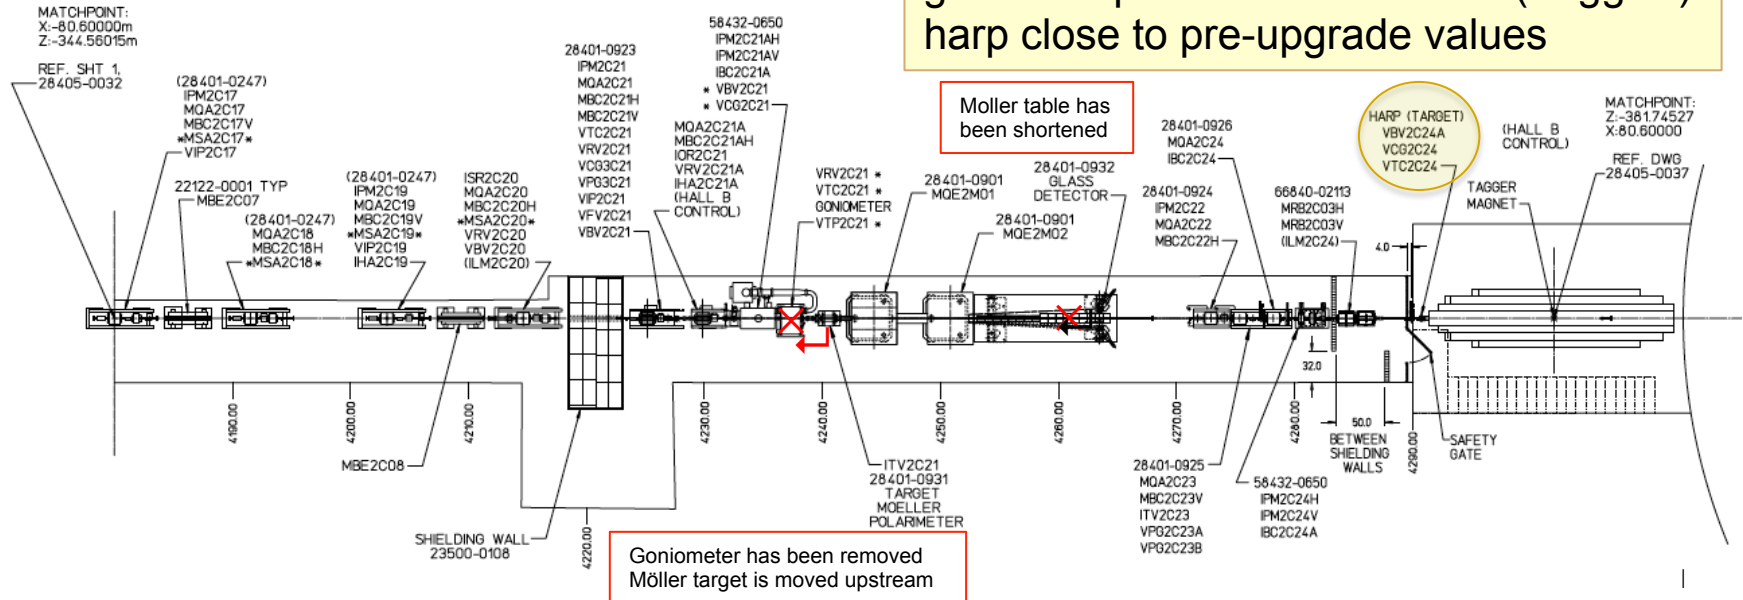 harp close to pre-upgrade values
MATCHPOINT:
X:-80.60000m
Z:-344.56015m
REF. SHT 1,
28405-0032
(28401-0247)
IPM2C17
MQA2C17
MBC2C17V
*MSA2C17*
VIP2C17
22122-0001 TYP
MBE2C07
(28401-0247)
MQA2C18
MBC2C18H
*MSA2C18*
(28401-0247)
IPM2C19
MQA2C19
MBC2C19V
*MSA2C19*
VIP2C19
IHA2C19
ISR2C20
MQA2C20
MBC2C20H
*MSA2C20*
VRV2C20
VBV2C20
(ILM2C20)
28401-0923
IPM2C21
MQA2C21
MBC2C21H
MBC2C21V
VTC2C21
VRV2C21
VCG3C21
VPG3C21
VIP2C21
VFV2C21
VBV2C21
58432-0650
IPM2C21AH
IPM2C21AV
IBC2C21A
* VBV2C21
* VCG2C21
MQA2C21A
MBC2C21AH
IOR2C21
VRV2C21A
IHA2C21A
(HALL B
CONTROL)
VRV2C21 *
VTC2C21 *
GONIOMETER
VTP2C21 *
Moller table has
been shortened
28401-0901
MQE2M01
28401-0901
MQE2M02
28401-0932
GLASS
DETECTOR
28401-0926
MQA2C24
IBC2C24
28401-0924
IPM2C22
MQA2C22
MBC2C22H
66840-02113
MRB2C03H
MRB2C03V
(ILM2C24)
HARP (TARGET)
VBV2C24A
VCG2C24
VTC2C24
(HALL B
CONTROL)
MATCHPOINT:
Z:-381.74527
X:80.60000
REF. DWG
28405-0037
TAGGER
MAGNET
4.0
32.0
50.0
BETWEEN
SHIELDING
WALLS
SAFETY
GATE
4190.00
4200.00
4210.00
4220.00
4230.00
4240.00
4250.00
4260.00
4270.00
4280.00
4290.00
MBE2C08
SHIELDING WALL
23500-0108
ITV2C21
28401-0931
TARGET
MOELLER
POLARIMETER
28401-0925
MQA2C23
MBC2C23V
ITV2C23
VPG2C23A
VPG2C23B
58432-0650
IPM2C24H
IPM2C24V
IBC2C24A
Goniometer has been removed
Möller target is moved upstream